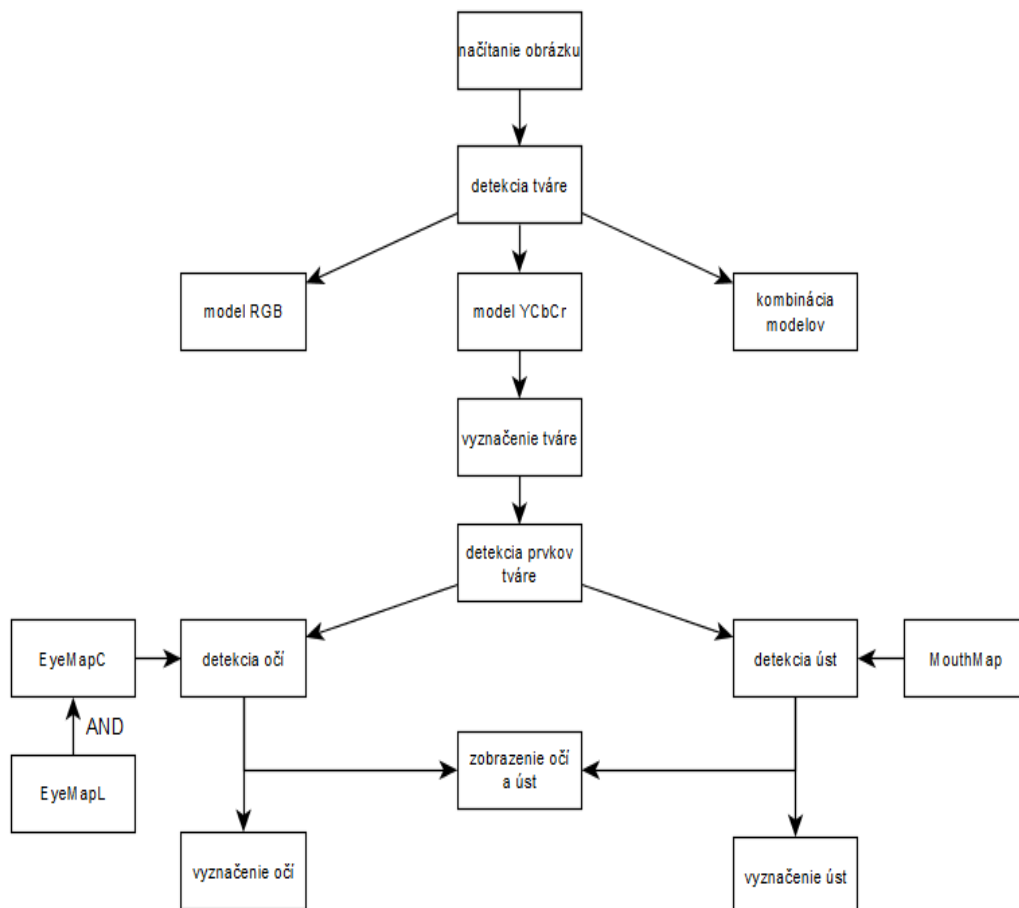 načítanie obrázku
detekcia tváre
model RGB
model YCbCr
kombinácia
modelov
vyznačenie tváre
detekcia prvkov
tváre
EyeMapC
detekcia očí
detekcia úst
MouthMap
AND
EyeMapL
zobrazenie očí
a úst
vyznačenie očí
vyznačenie úst